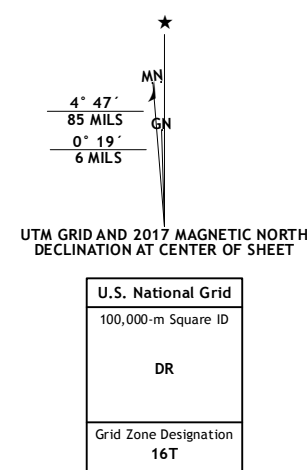 ★
MN
4° 47´
85 MILS
GN
0° 19´
6 MILS
UTM GRID AND 2017 MAGNETIC NORTH
DECLINATION AT CENTER OF SHEET
U.S. National Grid
100,000-m Square ID
DR
Grid Zone Designation
16T